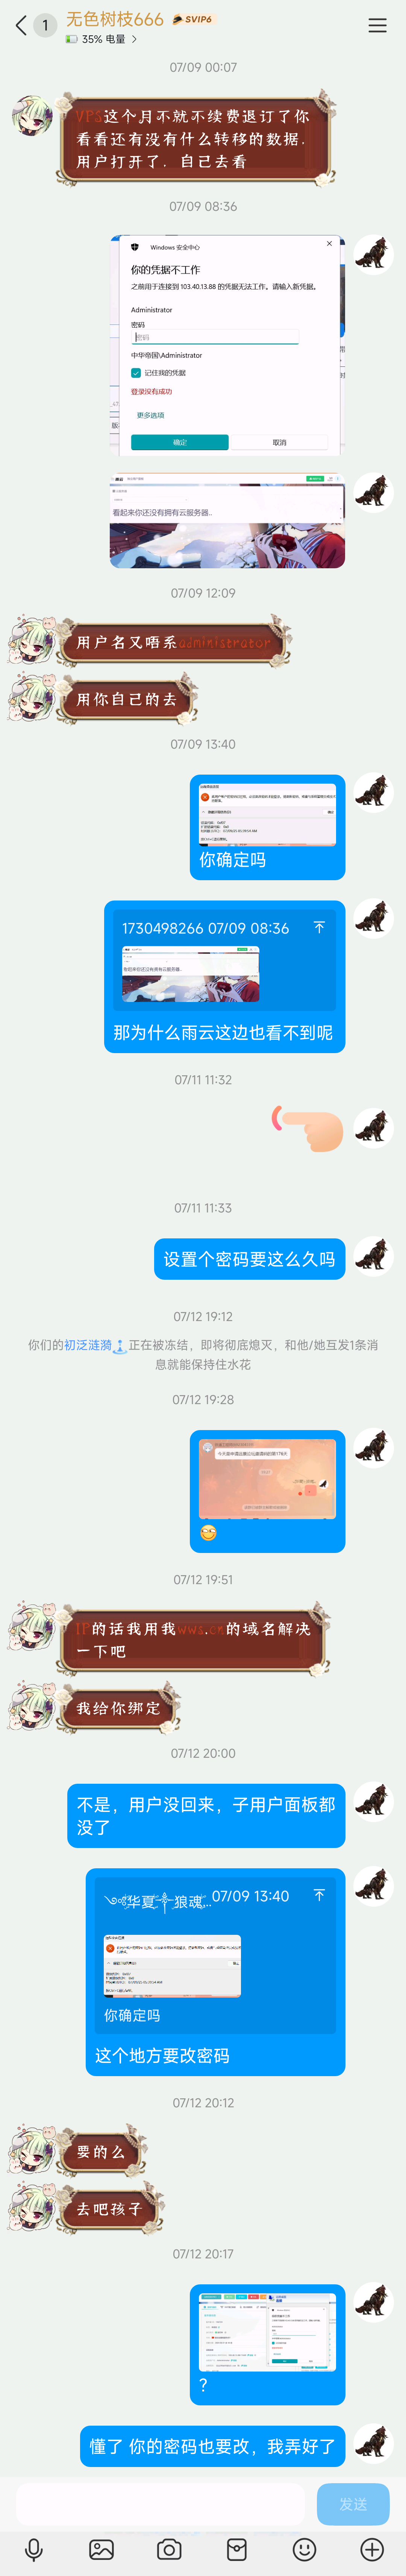 1
无色树枝666
SVIP6
35% 电量
07/09 00:07
VPS这个月不就不续费退订了你
看看还有没有什么转移的数据.
用户打开了. 自己去看
07/09 08:36
Windows 安全中心
你的凭据不工作
之前用于连接到 103.40.13.88 的凭据无法工作。请输入新凭据。
Administrator
密码
密码
中华帝国\Administrator
记住我的凭据
登录没有成功
更多选项
确定
取消
看起来你还没有拥有云服务器..
07/09 12:09
用户名又唔系administrator
用你自己的去
07/09 13:40
你确定吗
1730498266 07/09 08:36
看起来你还没有拥有云服务器..
那为什么雨云这边也看不到呢
07/11 11:32
07/11 11:33
设置个密码要这么久吗
07/12 19:12
你们的初泛涟漪正在被冻结，即将彻底熄灭，和他/她互发1条消
息就能保持住水花
07/12 19:28
07/12 19:51
IP的话我用我wws.cn的域名解决
一下吧
我给你绑定
07/12 20:00
不是，用户没回来，子用户面板都
没了
华夏狼魂...07/09 13:40
你确定吗
这个地方要改密码
07/12 20:12
要的么
去吧孩子
07/12 20:17
?
懂了 你的密码也要改，我弄好了
发送